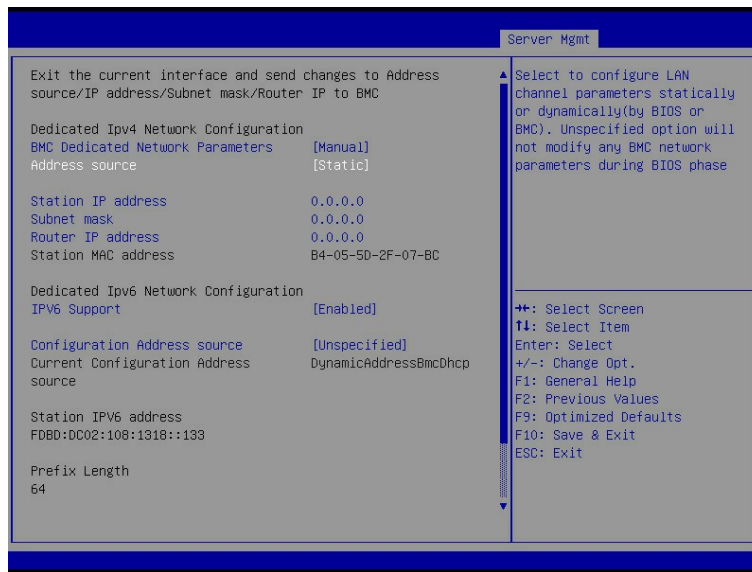 Server Mgmt
Exit the current interface and send changes to Address
source/IP address/Subnet mask/Router IP to BMC
Dedicated Ipv4 Network Configuration
BMC Dedicated Network Parameters [Manual]
Address source [Static]
Station IP address 0.0.0.0
Subnet mask 0.0.0.0
Router IP address 0.0.0.0
Station MAC address B4-05-5D-2F-07-BC
Dedicated Ipv6 Network Configuration
IPV6 Support [Enabled]
Configuration Address source [Unspecified]
Current Configuration Address DynamicAddressBmcDhcp
source
Station IPV6 address
FDBD:DC02:108:1318::133
Prefix Length
64
Select to configure LAN
channel parameters statically
or dynamically(by BIOS or
BMC). Unspecified option will
not modify any BMC network
parameters during BIOS phase
→←: Select Screen
↑↓: Select Item
Enter: Select
+/-: Change Opt.
F1: General Help
F2: Previous Values
F9: Optimized Defaults
F10: Save & Exit
ESC: Exit